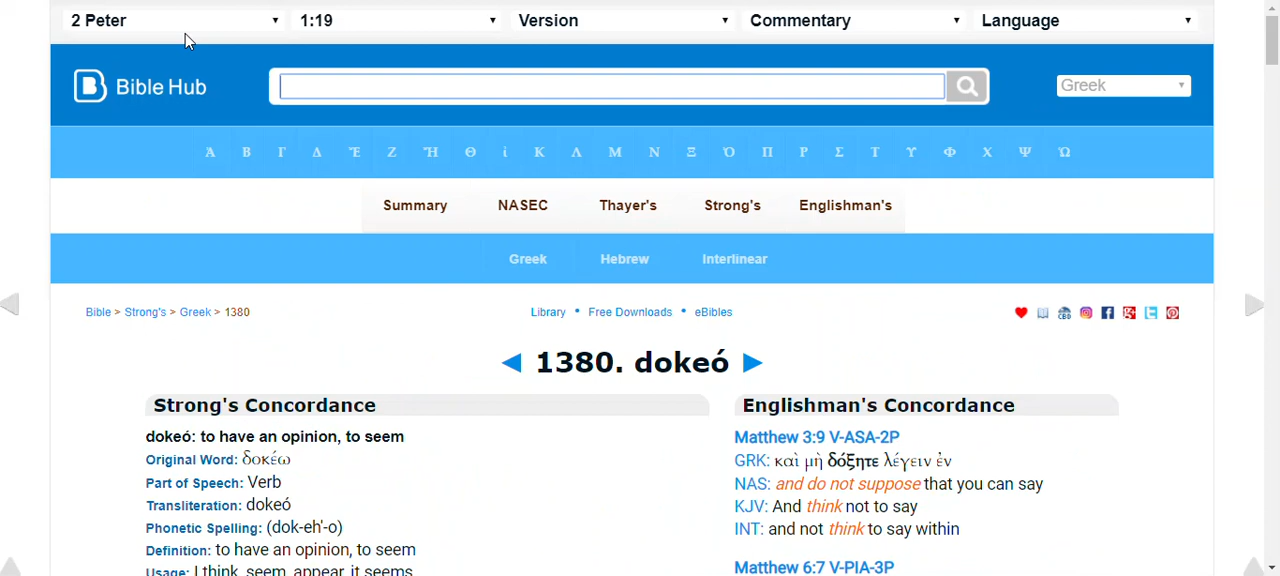 2 Peter 1:19 Version Commentary Language
Bible Hub Greek
Ἀ Β Γ Δ Ἐ Ζ Ἠ Θ ἰ Κ Λ Μ Ν Ξ Ὀ Π Ρ Σ Τ Υ Φ Χ Ψ Ὠ
Summary NASEC Thayer's Strong's Englishman's
Greek Hebrew Interlinear
Bible > Strong's > Greek > 1380 Library • Free Downloads • eBibles
◄ 1380. dokeó ►
Strong's Concordance
dokeó: to have an opinion, to seem
Original Word: δοκέω
Part of Speech: Verb
Transliteration: dokeó
Phonetic Spelling: (dok-eh'-o)
Definition: to have an opinion, to seem
Usage: I think, seem, appear, it seems
Englishman's Concordance
Matthew 3:9 V-ASA-2P
GRK: καὶ μὴ δόξητε λέγειν ἐν
NAS: and do not suppose that you can say
KJV: And think not to say
INT: and not think to say within
Matthew 6:7 V-PIA-3P